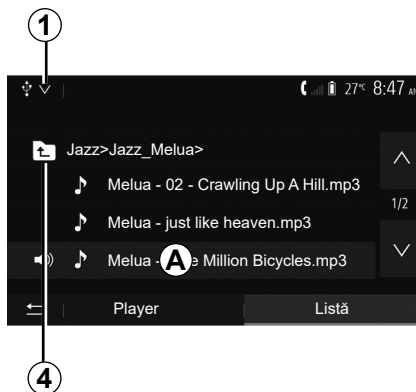 1
27°C 8:47 AM
Jazz>Jazz_Melua>
Melua - 02 - Crawling Up A Hill.mp3
Melua - just like heaven.mp3
1/2
Melua - A e Million Bicycles.mp3
Player Listă
4